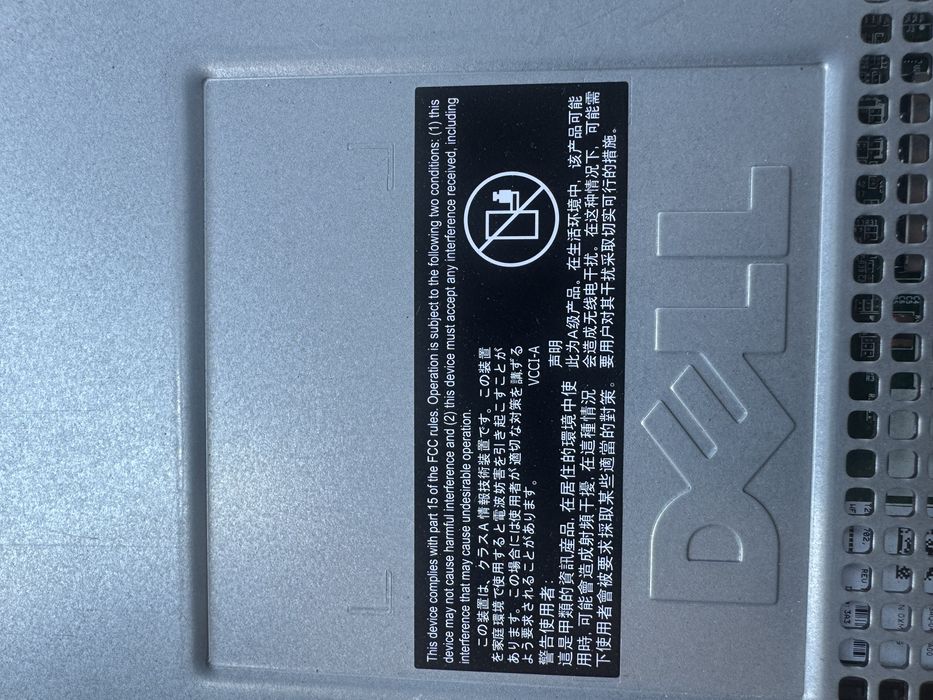 This device complies with part 15 of the FCC rules. Operation is subject to the following two conditions: (1) this
device may not cause harmful interference and (2) this device must accept any interference received, including
interference that may cause undesirable operation.
この装置は、クラスA 情報技術装置です。この装置
を家庭環境で使用すると電波妨害を引き起こすことが
あります。この場合には使用者が適切な対策を講ずる
よう要求されることがあります。
VCCI-A
警告使用者:
這是甲類的資訊產品,在居住的環境中使
用時,可能會造成射頻干擾,在這種情況
下使用者會被要求採取某些適當的對策。
声明
此为A级产品。在生活环境中，该产品可能
会造成无线电干扰。在这种情况下，可能需
要用户对其干扰采取切实可行的措施。
DELL